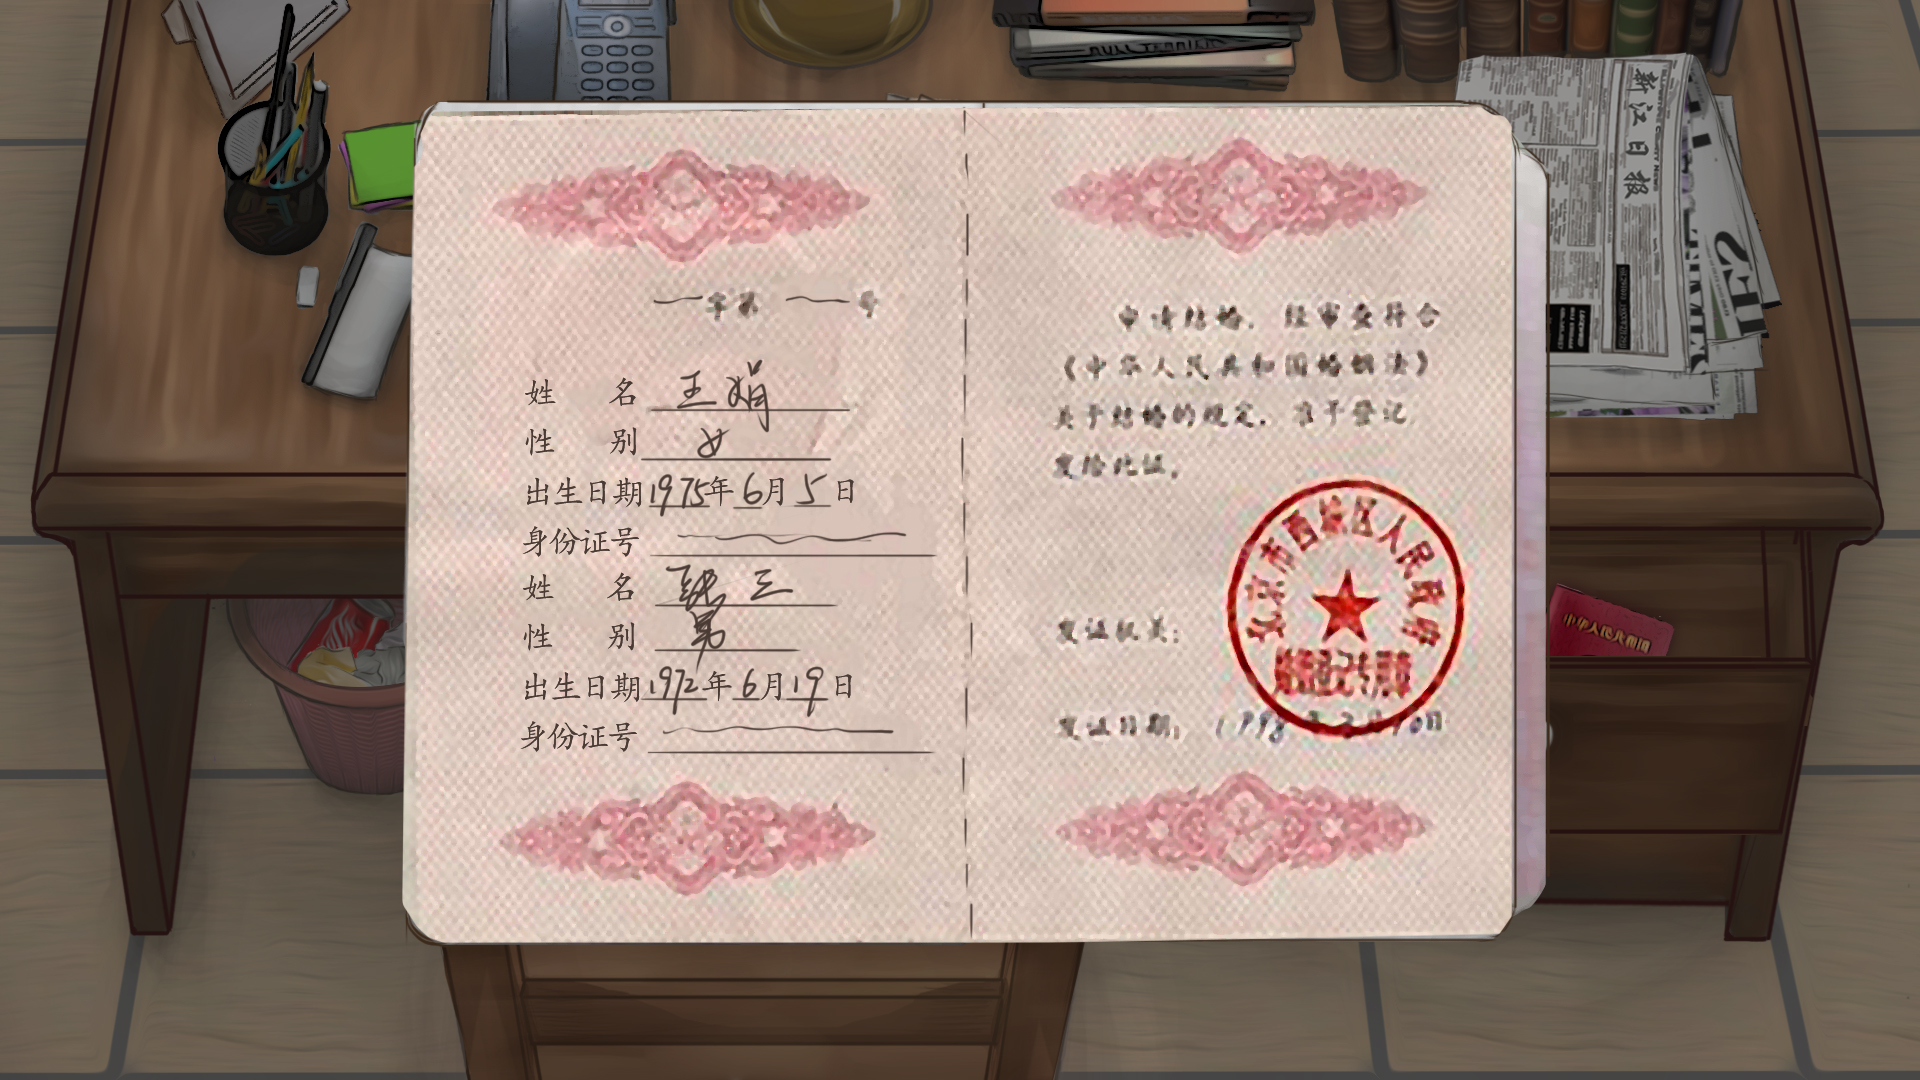 BULL TERRIER
新江日报
字第 号
姓 名 王娟
性 别 女
出生日期 1975年 6月 5日
身份证号
姓 名 张三
性 别 男
出生日期 1972年 6月 19日
身份证号
申请结婚，经审查符合
《中华人民共和国婚姻法》
关于结婚的规定，准予登记
发给此证。
发证机关：
北京市西城区人民政府
婚姻登记专用章
发证日期：
中华人民共和国